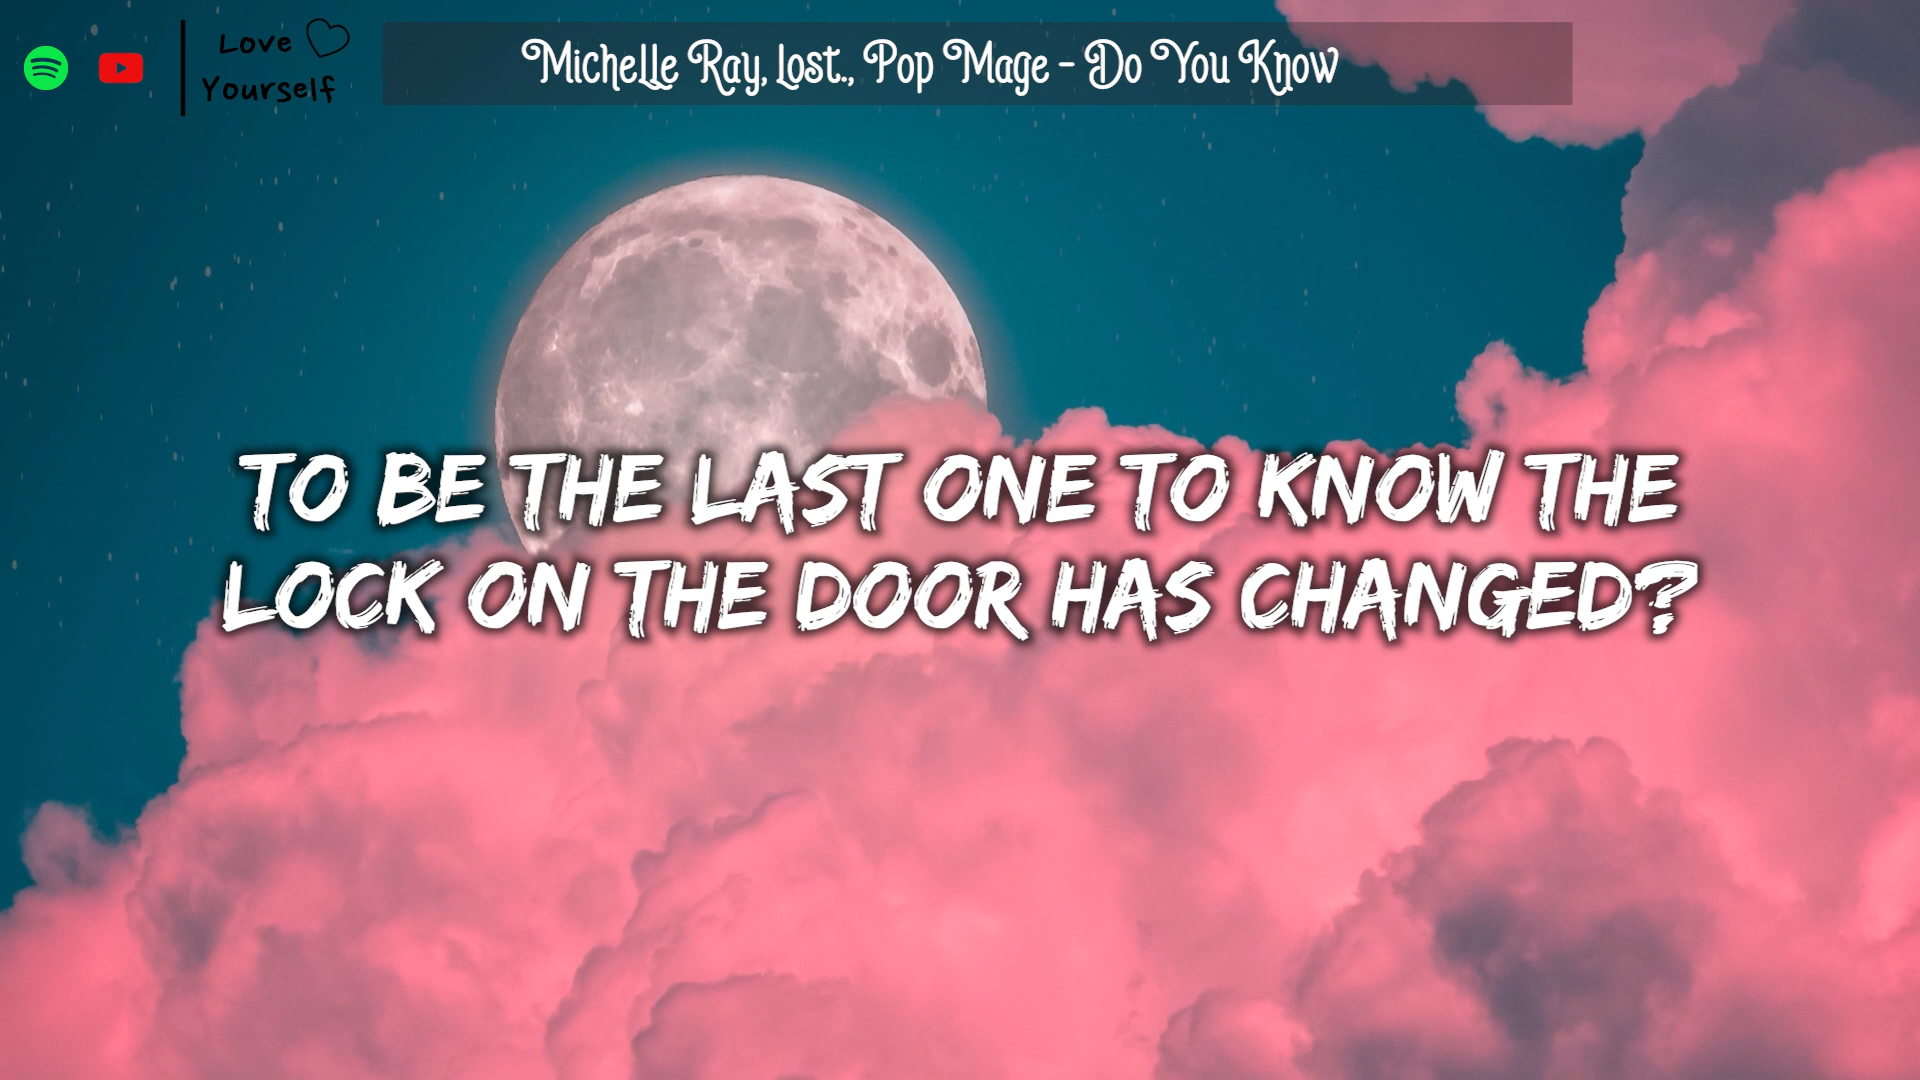 Love
Yourself
Michelle Ray, Lost., Pop Mage - Do You Know
TO BE THE LAST ONE TO KNOW THE
LOCK ON THE DOOR HAS CHANGED?